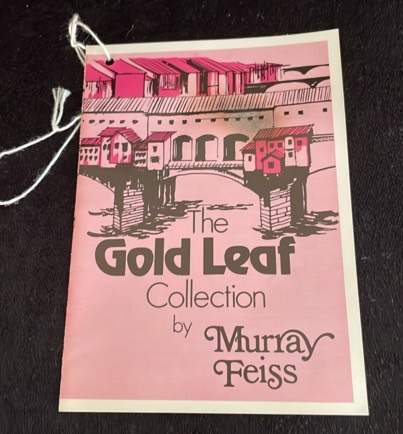 The
Gold Leaf
Collection
by
Murray
Feiss